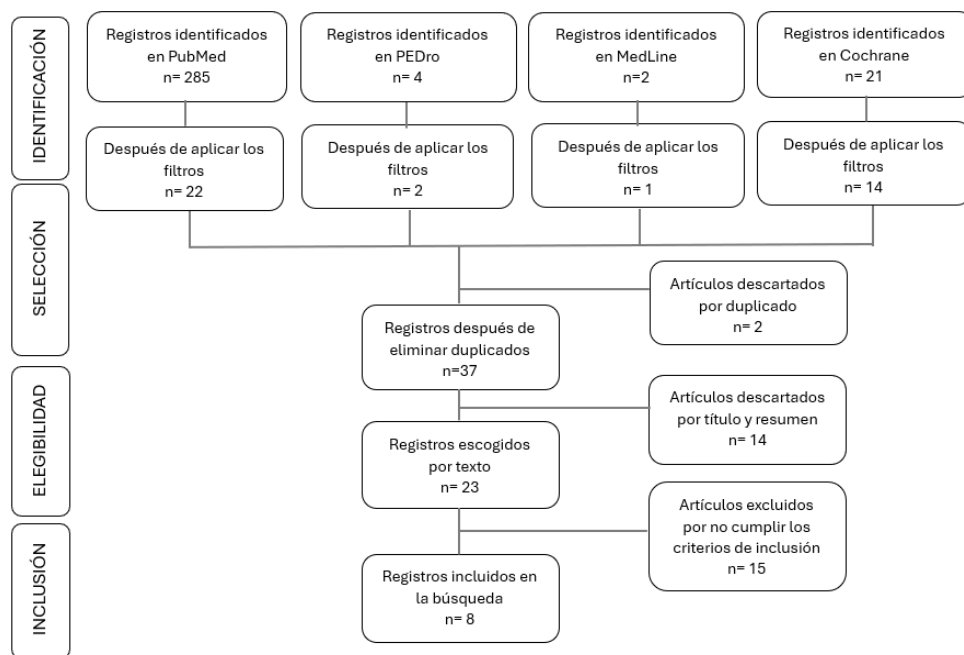 IDENTIFICACIÓN
Registros identificados
en PubMed
n= 285
Registros identificados
en PEDro
n= 4
Registros identificados
en MedLine
n=2
Registros identificados
en Cochrane
n= 21
Después de aplicar los
filtros
n= 22
Después de aplicar los
filtros
n= 2
Después de aplicar los
filtros
n= 1
Después de aplicar los
filtros
n= 14
SELECCIÓN
Artículos descartados
por duplicado
n= 2
Registros después de
eliminar duplicados
n=37
ELEGIBILIDAD
Artículos descartados
por título y resumen
n= 14
Registros escogidos
por texto
n= 23
Artículos excluidos
por no cumplir los
criterios de inclusión
n= 15
INCLUSIÓN
Registros incluidos en
la búsqueda
n= 8